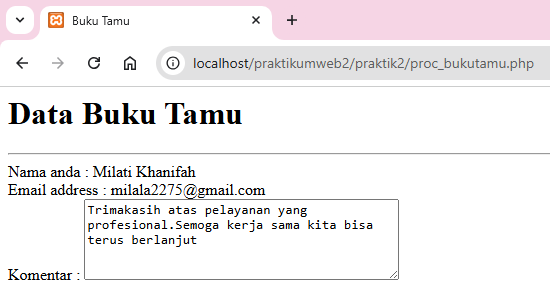 Buku Tamu
localhost/praktikumweb2/praktik2/proc_bukutamu.php
Data Buku Tamu
Nama anda : Milati Khanifah
Email address : milala2275@gmail.com
Trimakasih atas pelayanan yang
profesional.Semoga kerja sama kita bisa
terus berlanjut
Komentar :